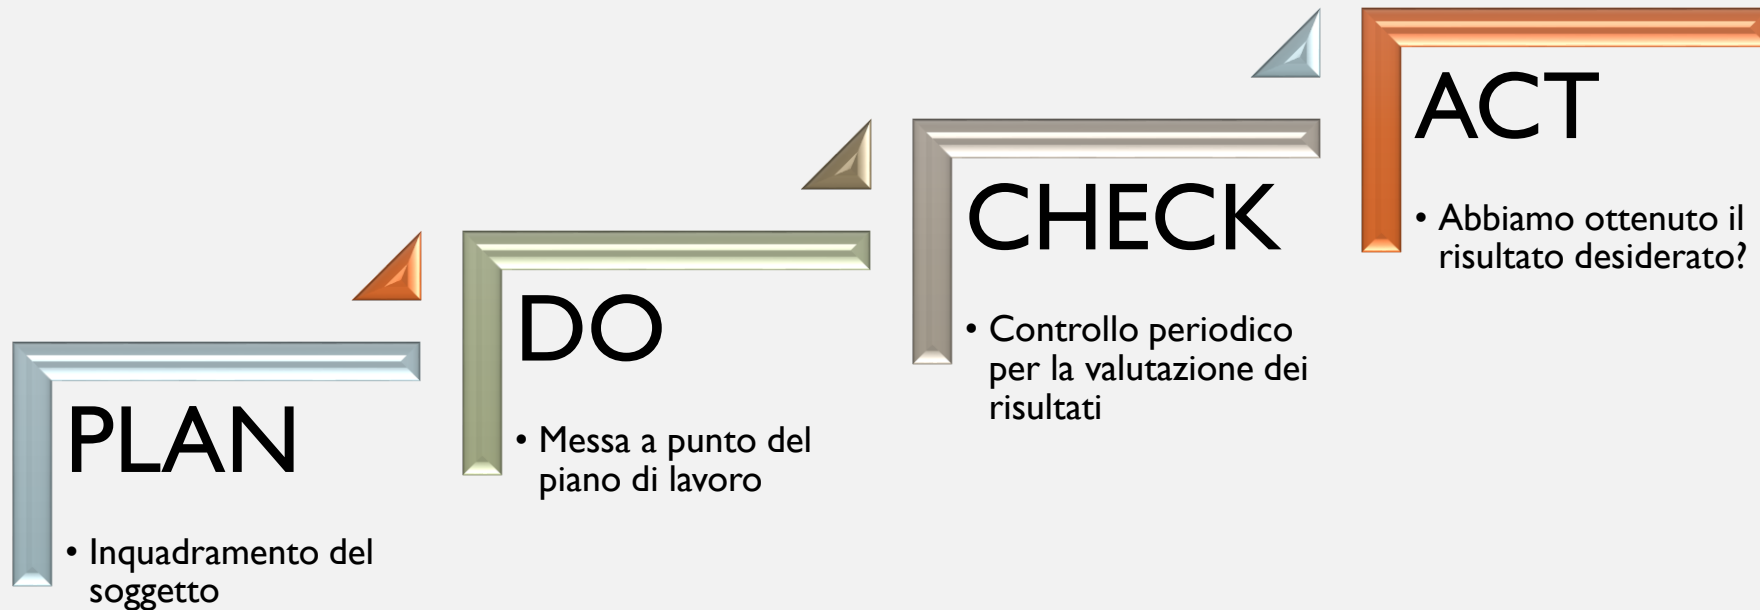 PLAN
• Inquadramento del
soggetto
DO
• Messa a punto del
piano di lavoro
CHECK
• Controllo periodico
per la valutazione dei
risultati
ACT
• Abbiamo ottenuto il
risultato desiderato?